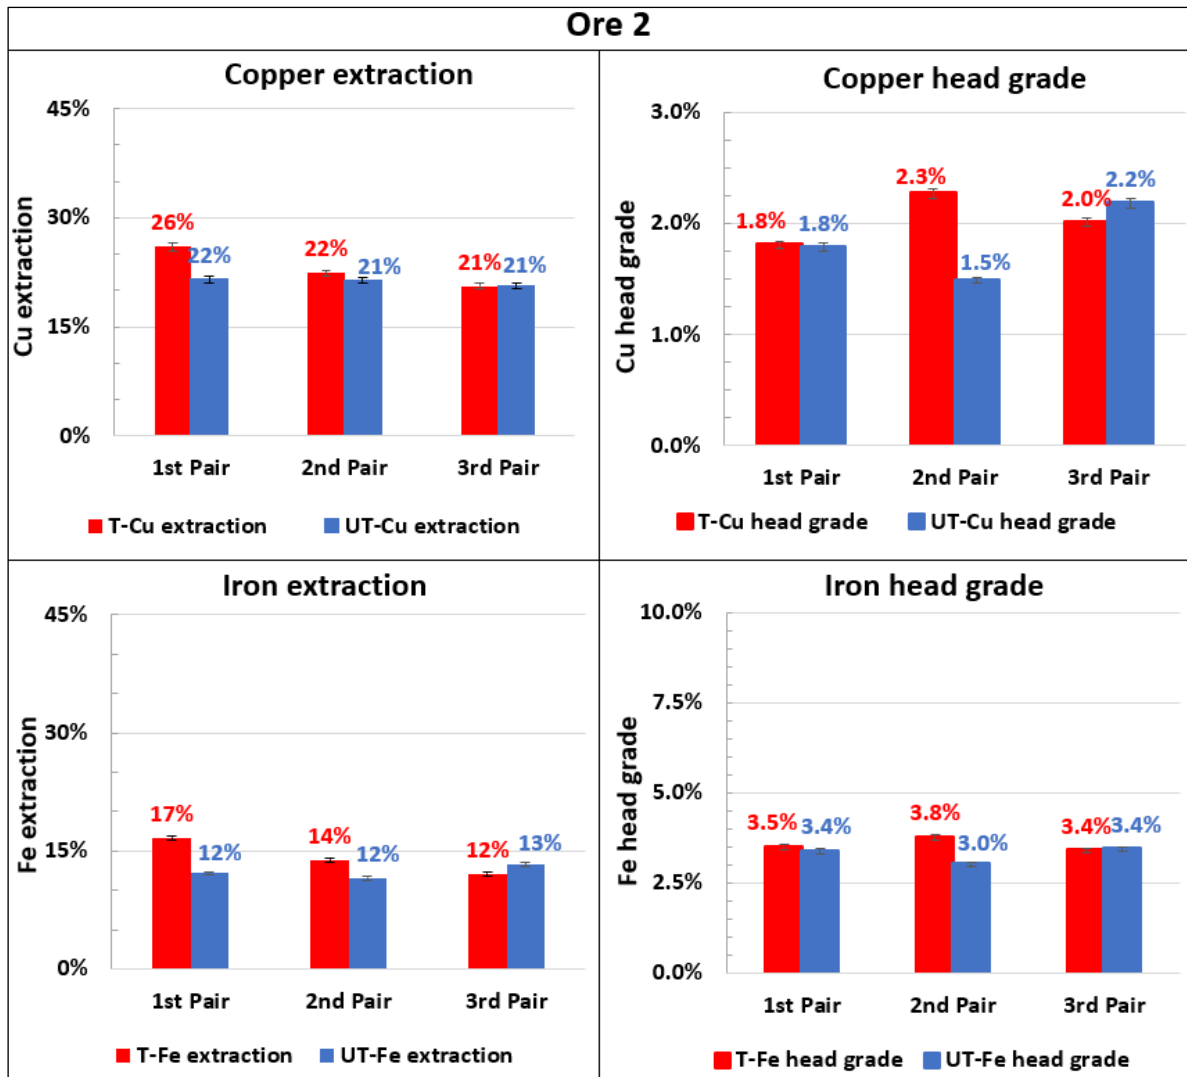 Ore 2
Copper extraction
45%
30%
15%
0%
Cu extraction
26%
22%
22%
21%
21%
21%
1st Pair 2nd Pair 3rd Pair
T-Cu extraction UT-Cu extraction
Copper head grade
3.0%
2.0%
1.0%
0.0%
Cu head grade
1.8%
1.8%
2.3%
1.5%
2.0%
2.2%
1st Pair 2nd Pair 3rd Pair
T-Cu head grade UT-Cu head grade
Iron extraction
45%
30%
15%
0%
Fe extraction
17%
12%
14%
12%
12%
13%
1st Pair 2nd Pair 3rd Pair
T-Fe extraction UT-Fe extraction
Iron head grade
10.0%
7.5%
5.0%
2.5%
0.0%
Fe head grade
3.5%
3.4%
3.8%
3.0%
3.4%
3.4%
1st Pair 2nd Pair 3rd Pair
T-Fe head grade UT-Fe head grade